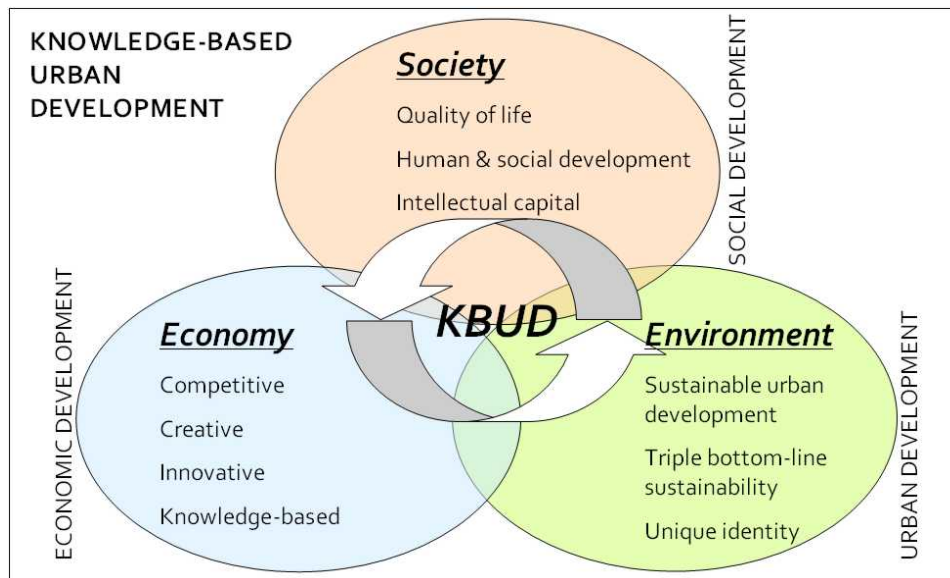 KNOWLEDGE-BASED
URBAN
DEVELOPMENT
Society
Quality of life
Human & social development
Intellectual capital
SOCIAL DEVELOPMENT
KBUD
ECONOMIC DEVELOPMENT
Economy
Competitive
Creative
Innovative
Knowledge-based
Environment
Sustainable urban
development
Triple bottom-line
sustainability
Unique identity
URBAN DEVELOPMENT